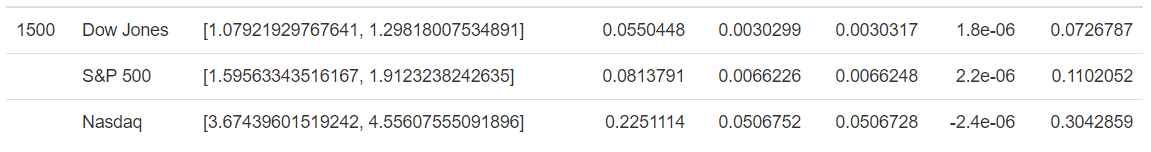 1500 Dow Jones [1.07921929767641, 1.29818007534891] 0.0550448 0.0030299 0.0030317 1.8e-06 0.0726787
S&P 500 [1.59563343516167, 1.9123238242635] 0.0813791 0.0066226 0.0066248 2.2e-06 0.1102052
Nasdaq [3.67439601519242, 4.55607555091896] 0.2251114 0.0506752 0.0506728 -2.4e-06 0.3042859